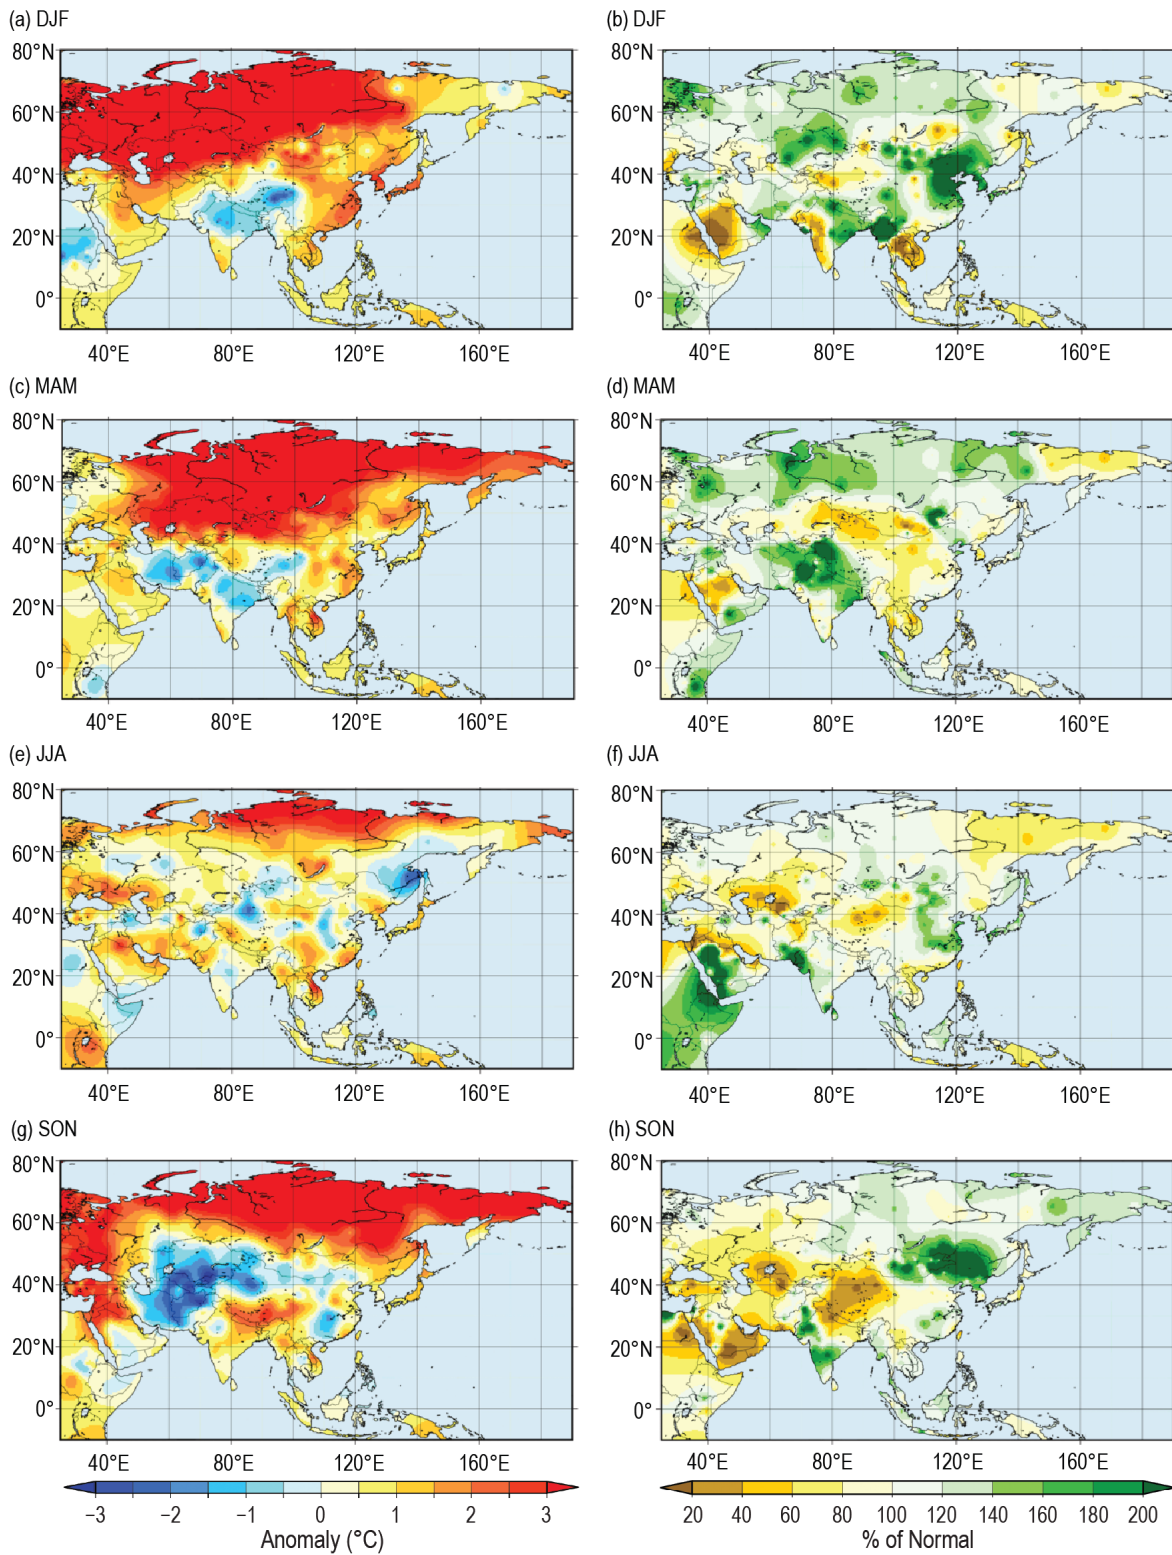 (a) DJF
(b) DJF
80°N
60°N
40°N
20°N
0°
40°E 80°E 120°E 160°E
80°N
60°N
40°N
20°N
0°
40°E 80°E 120°E 160°E
(c) MAM
(d) MAM
80°N
60°N
40°N
20°N
0°
40°E 80°E 120°E 160°E
80°N
60°N
40°N
20°N
0°
40°E 80°E 120°E 160°E
(e) JJA
(f) JJA
80°N
60°N
40°N
20°N
0°
40°E 80°E 120°E 160°E
80°N
60°N
40°N
20°N
0°
40°E 80°E 120°E 160°E
(g) SON
(h) SON
80°N
60°N
40°N
20°N
0°
40°E 80°E 120°E 160°E
80°N
60°N
40°N
20°N
0°
40°E 80°E 120°E 160°E
−3 −2 −1 0 1 2 3
Anomaly (°C)
20 40 60 80 100 120 140 160 180 200
% of Normal